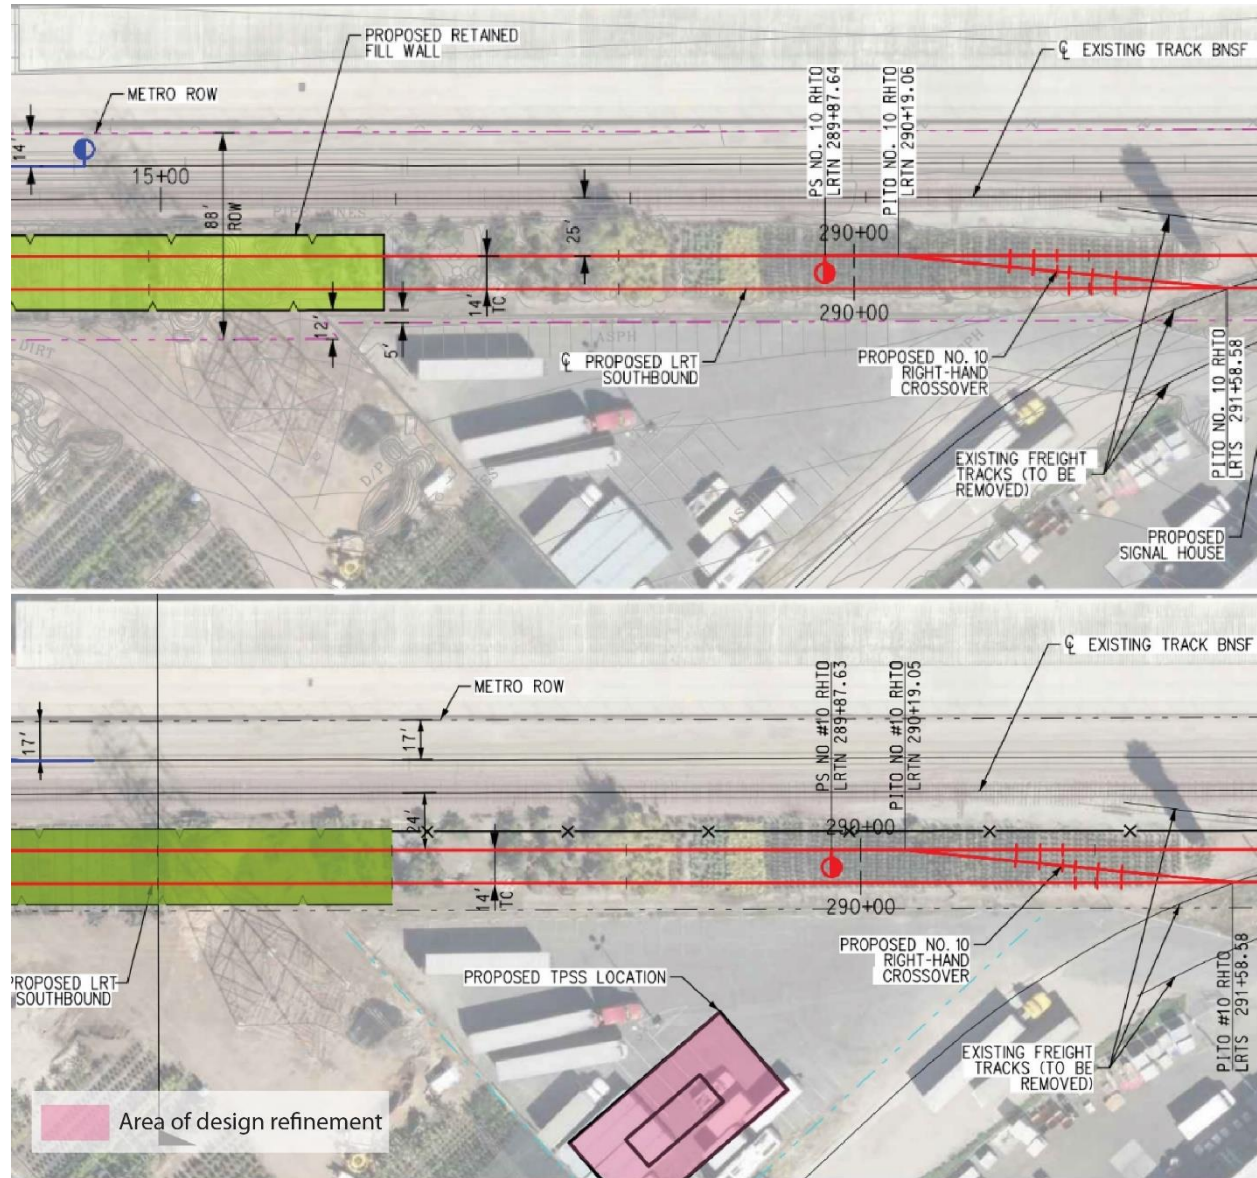 PROPOSED RETAINED
FILL WALL
℄ EXISTING TRACK BNSF
METRO ROW
14'
15+00
88'
ROW
PS NO. 10 RHTO
LRTN 289+87.64
PITO NO. 10 RHTO
LRTN 290+19.06
25'
290+00
14'
TC
290+00
12'
5'
ASPH
DIRT
℄ PROPOSED LRT
SOUTHBOUND
PROPOSED NO. 10
RIGHT-HAND
CROSSOVER
D/P
EXISTING FREIGHT
TRACKS (TO BE
REMOVED)
PITO NO. 10 RHTO
LRTS 291+58.58
PROPOSED
SIGNAL HOUSE
℄ EXISTING TRACK BNSF
METRO ROW
17'
17'
PS NO #10 RHTO
LRTN 289+87.63
PITO NO #10 RHTO
LRTN 290+19.05
24'
290+00
14'
TC
290+00
PROPOSED LRT
SOUTHBOUND
PROPOSED TPSS LOCATION
PROPOSED NO. 10
RIGHT-HAND
CROSSOVER
EXISTING FREIGHT
TRACKS (TO BE
REMOVED)
PITO #10 RHTO
LRTS 291+58.58
Area of design refinement